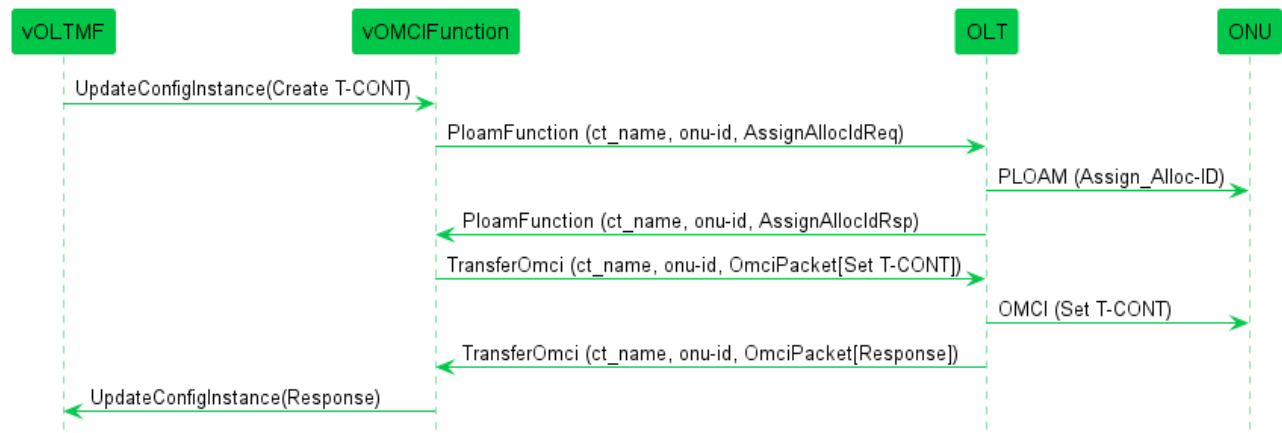 vOLTMF vOMCIFunction OLT ONU
UpdateConfigInstance(Create T-CONT)
PloamFunction (ct_name, onu-id, AssignAllocIdReq)
PLOAM (Assign_Alloc-ID)
PloamFunction (ct_name, onu-id, AssignAllocIdRsp)
TransferOmci (ct_name, onu-id, OmciPacket[Set T-CONT])
OMCI (Set T-CONT)
TransferOmci (ct_name, onu-id, OmciPacket[Response])
UpdateConfigInstance(Response)